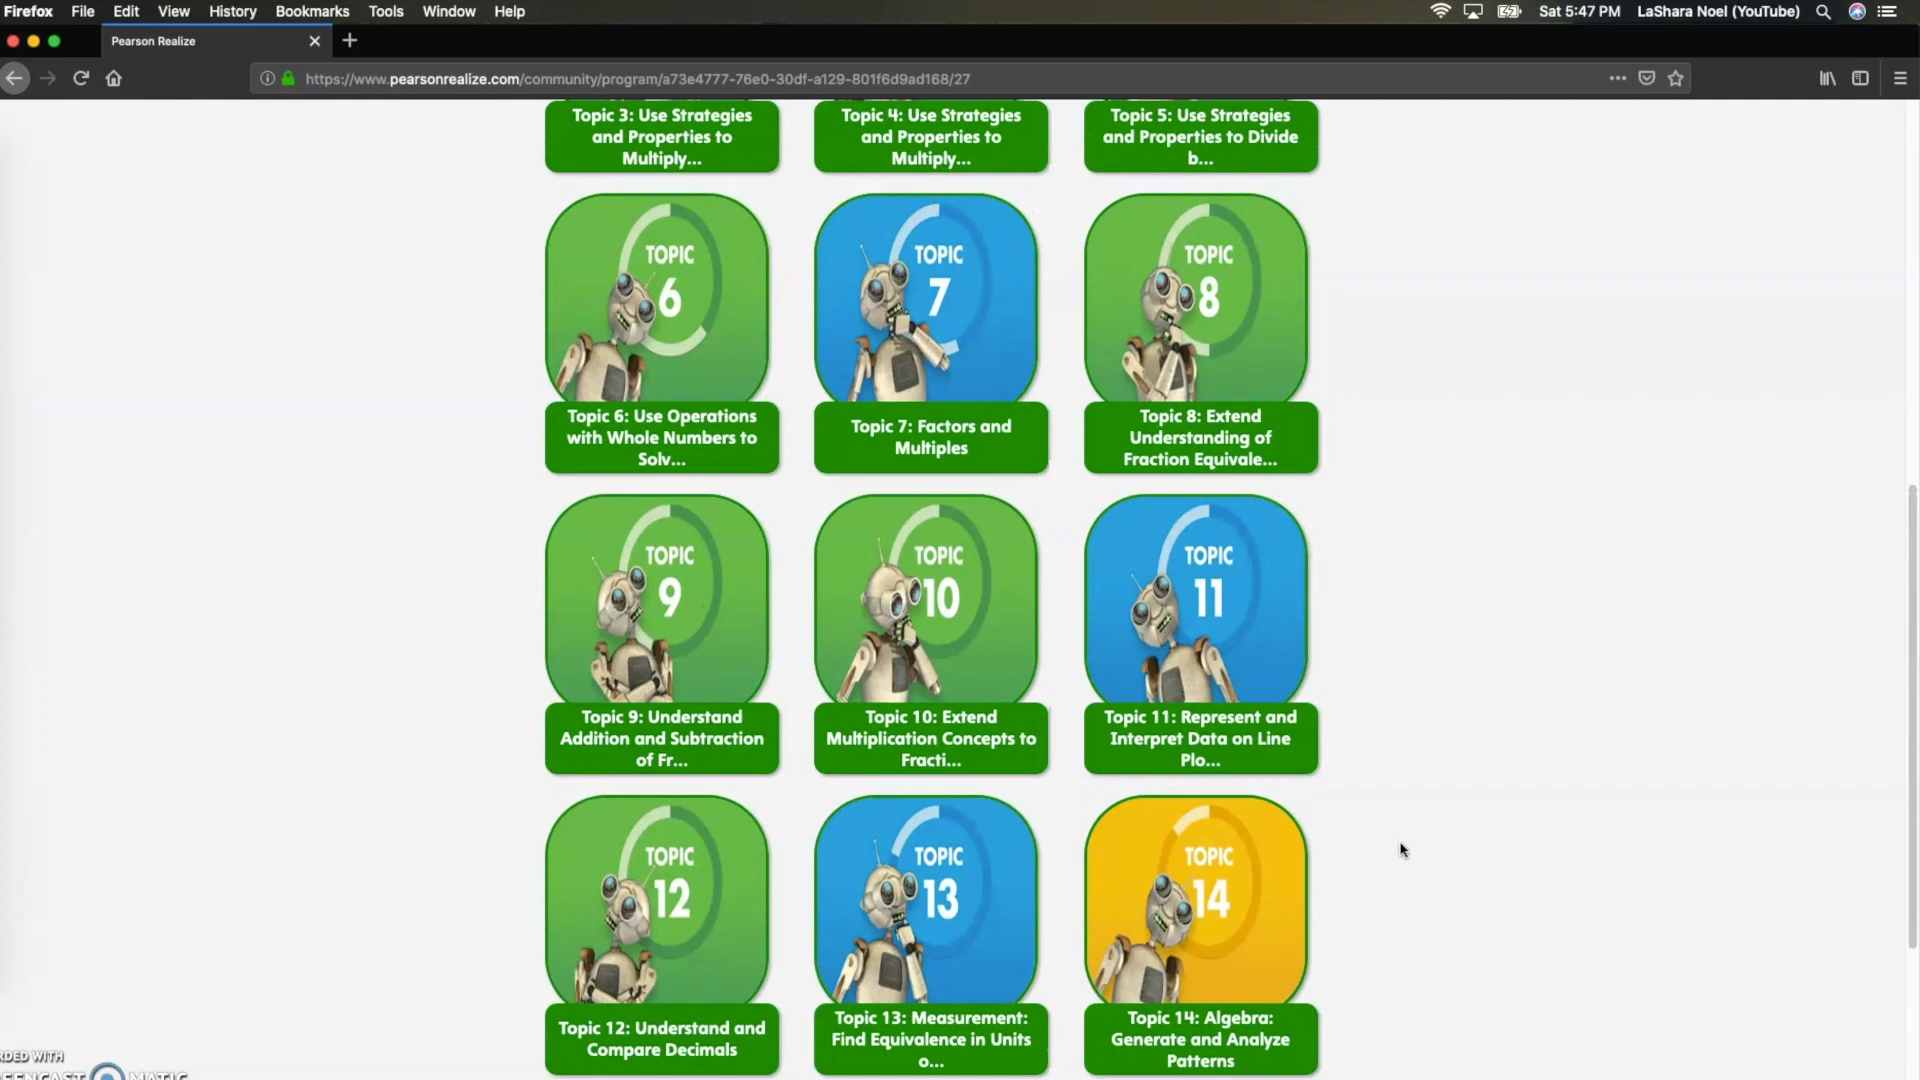 Firefox File Edit View History Bookmarks Tools Window Help Sat 5:47 PM LaShara Noel (YouTube)
Pearson Realize
https://www.pearsonrealize.com/community/program/a73e4777-76e0-30df-a129-801f6d9ad168/27
Topic 3: Use Strategies
and Properties to
Multiply...
Topic 4: Use Strategies
and Properties to
Multiply...
Topic 5: Use Strategies
and Properties to Divide
b...
TOPIC
6
Topic 6: Use Operations
with Whole Numbers to
Solv...
TOPIC
7
Topic 7: Factors and
Multiples
TOPIC
8
Topic 8: Extend
Understanding of
Fraction Equivale...
TOPIC
9
Topic 9: Understand
Addition and Subtraction
of Fr...
TOPIC
10
Topic 10: Extend
Multiplication Concepts to
Fracti...
TOPIC
11
Topic 11: Represent and
Interpret Data on Line
Plo...
TOPIC
12
Topic 12: Understand and
Compare Decimals
TOPIC
13
Topic 13: Measurement:
Find Equivalence in Units
o...
TOPIC
14
Topic 14: Algebra:
Generate and Analyze
Patterns
RDED WITH